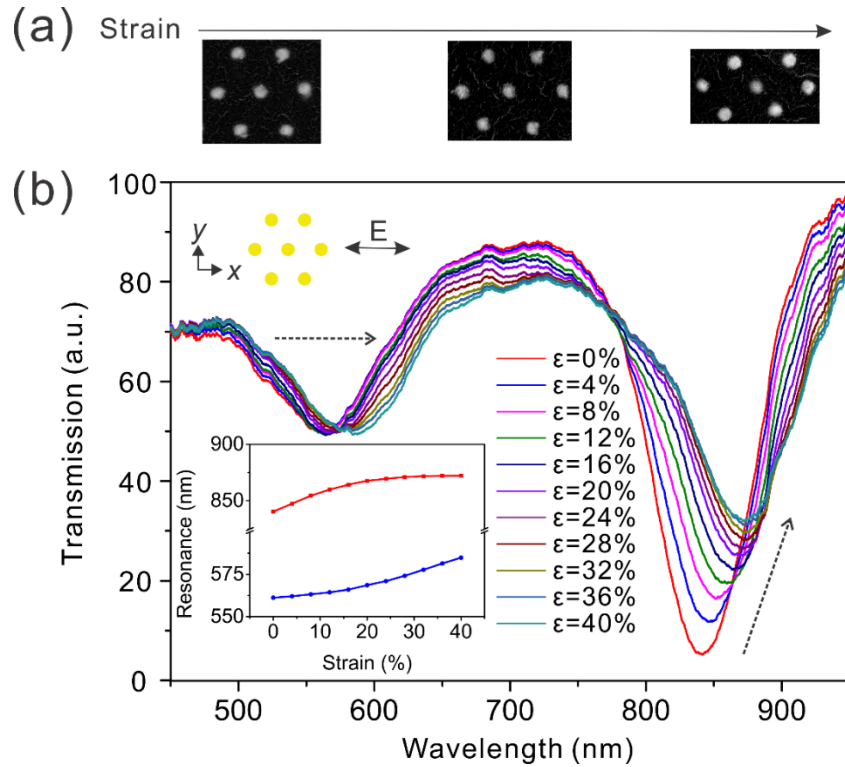 (a) Strain
(b)
100
80
60
40
20
0
Transmission (a.u.)
500 600 700 800 900
Wavelength (nm)
y
x
E
ε=0%
ε=4%
ε=8%
ε=12%
ε=16%
ε=20%
ε=24%
ε=28%
ε=32%
ε=36%
ε=40%
900
850
575
550
Resonance (nm)
0 10 20 30 40
Strain (%)